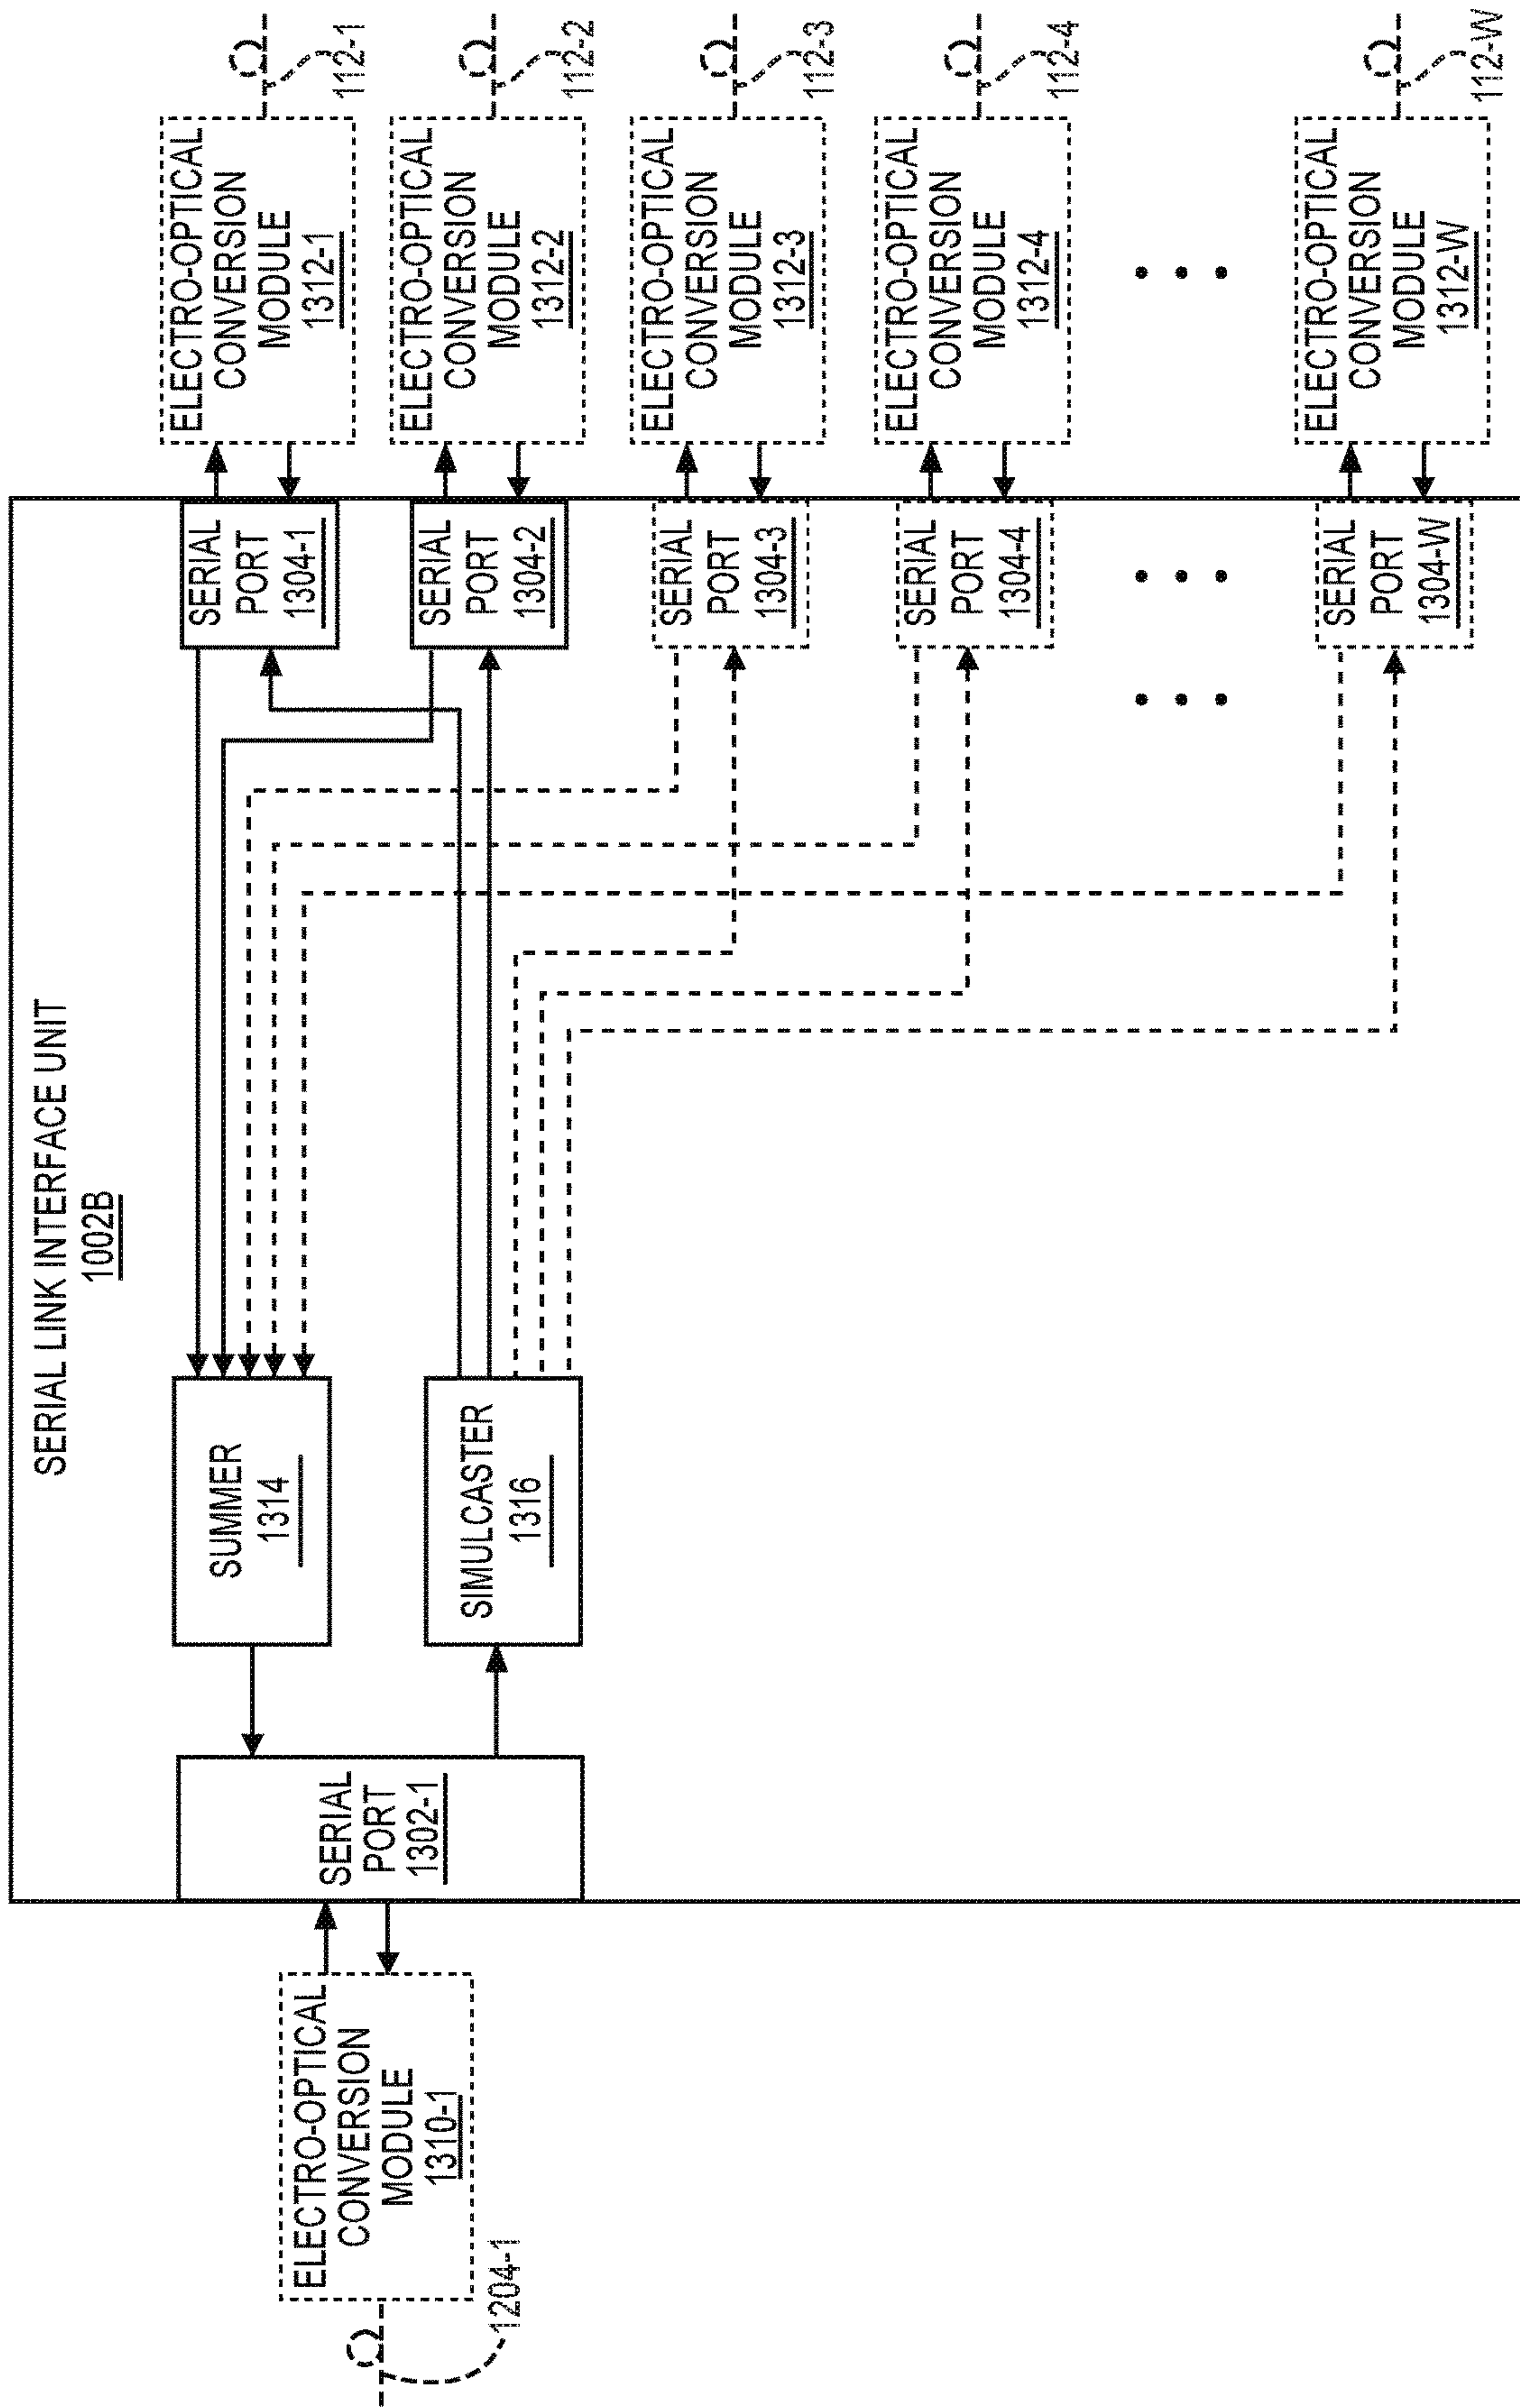 SERIAL LINK INTERFACE UNIT
1002B
ELECTRO-OPTICAL
CONVERSION
MODULE
1310-1
1204-1
SERIAL
PORT
1302-1
SUMMER
1314
SIMULCASTER
1316
SERIAL
PORT
1304-1
SERIAL
PORT
1304-2
SERIAL
PORT
1304-3
SERIAL
PORT
1304-4
SERIAL
PORT
1304-W
ELECTRO-OPTICAL
CONVERSION
MODULE
1312-1
112-1
ELECTRO-OPTICAL
CONVERSION
MODULE
1312-2
112-2
ELECTRO-OPTICAL
CONVERSION
MODULE
1312-3
112-3
ELECTRO-OPTICAL
CONVERSION
MODULE
1312-4
112-4
ELECTRO-OPTICAL
CONVERSION
MODULE
1312-W
112-W